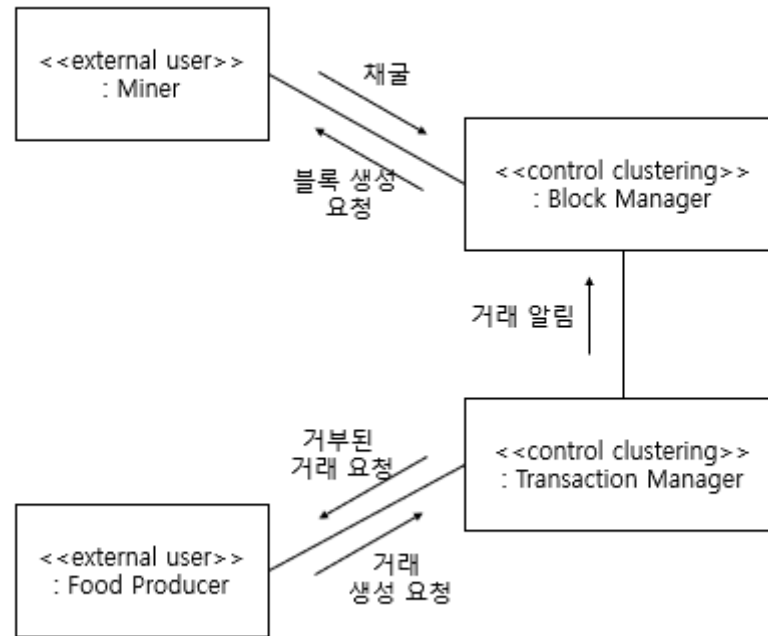 <<external user>>
: Miner
채굴
블록 생성
요청
<<control clustering>>
: Block Manager
거래 알림
거부된
거래 요청
<<control clustering>>
: Transaction Manager
<<external user>>
: Food Producer
거래
생성 요청